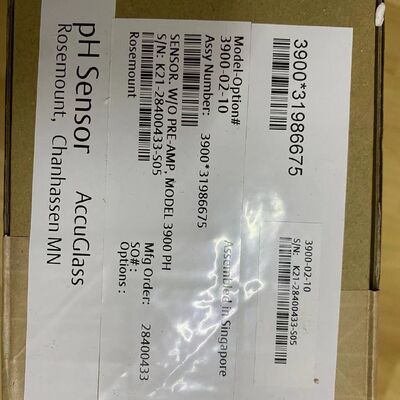 3900*31986675
3900-02-10
S/N: K21-28400433-S05
Model-Option#
3900-02-10
Assy Number: 3900*31986675
Assembled in Singapore
SENSOR, W/O PRE-AMP, MODEL 3900 PH
S/N: K21-28400433-S05
Rosemount
Mfg Order: 28400433
SO# :
Options :
pH Sensor AccuGlass
Rosemount, Chanhassen MN